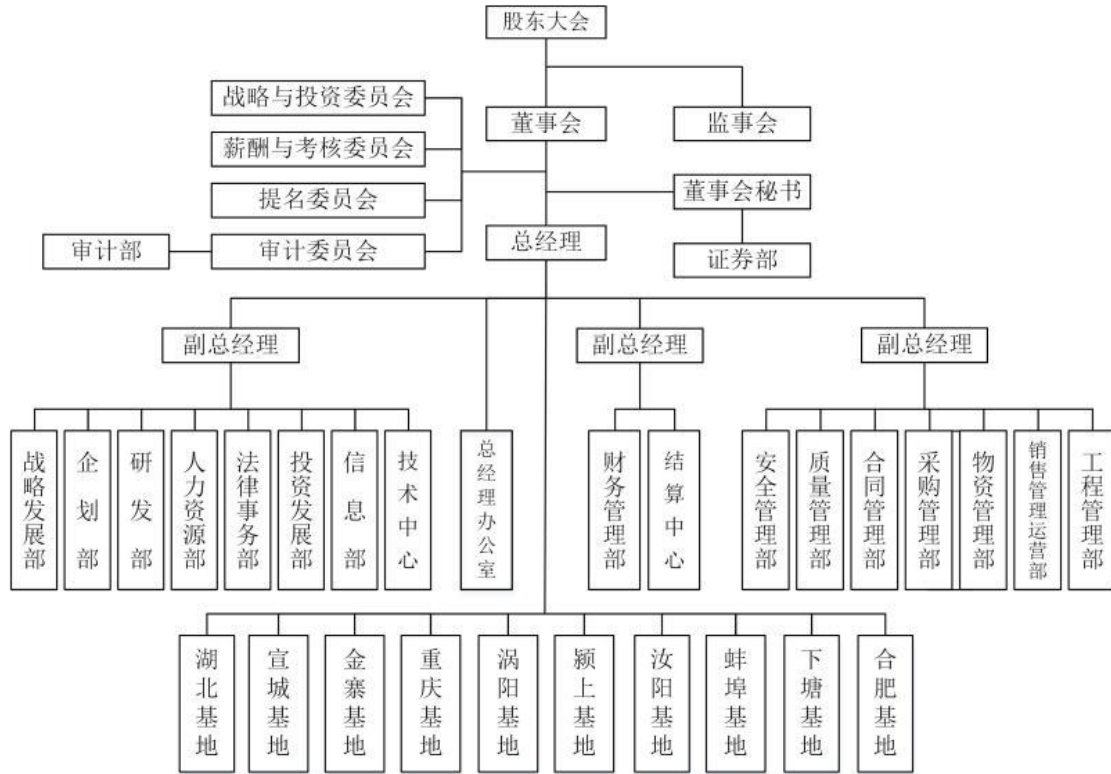 股东大会
战略与投资委员会
董事会
监事会
薪酬与考核委员会
提名委员会
董事会秘书
审计部
审计委员会
总经理
证券部
副总经理
副总经理
副总经理
战略发展部
企划部
研发部
人力资源部
法律事务部
投资发展部
信息部
技术中心
总经理办公室
财务管理部
结算中心
安全管理部
质量管理部
合同管理部
采购管理部
物资管理部
销售管理运营部
工程管理部
湖北基地
宣城基地
金寨基地
重庆基地
涡阳基地
颍上基地
汝阳基地
蚌埠基地
下塘基地
合肥基地